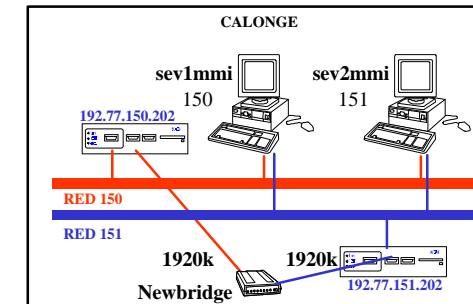 CALONGE
sev1mmi
150
sev2mmi
151
192.77.150.202
RED 150
RED 151
1920k
1920k
Newbridge
192.77.151.202